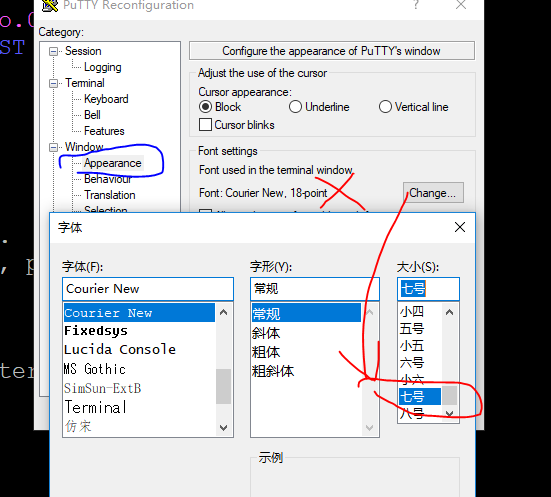 PuTTY Reconfiguration
Category:
Session
Logging
Terminal
Keyboard
Bell
Features
Window
Appearance
Behaviour
Translation
Selection
Configure the appearance of PuTTY's window
Adjust the use of the cursor
Cursor appearance:
Block
Underline
Vertical line
Cursor blinks
Font settings
Font used in the terminal window
Font: Courier New, 18-point
Change...
字体
字体(F):
Courier New
Courier New
Fixedsys
Lucida Console
MS Gothic
SimSun-ExtB
Terminal
仿宋
字形(Y):
常规
常规
斜体
粗体
粗斜体
大小(S):
七号
小四
五号
小五
六号
小六
七号
八号
示例
ST
, p
ter